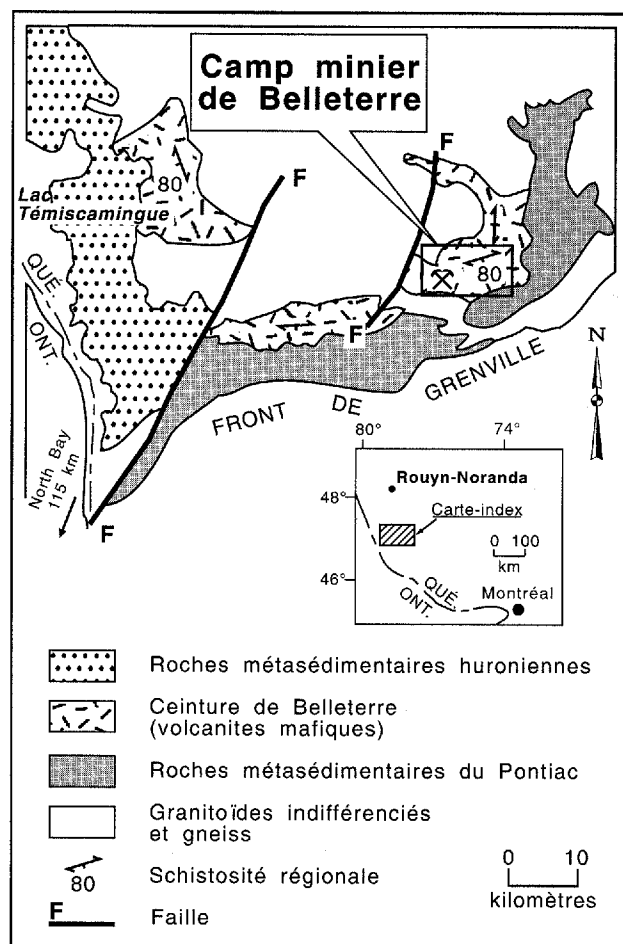 Camp minier
de Belleterre
F
F
80
Lac
Témiscamingue
80
F
QUÉ.
ONT.
N
FRONT DE GRENVILLE
North Bay
115 km
F
80° 74°
Rouyn-Noranda
48°
Carte-index
0 100
km
46°
QUÉ.
ONT.
Montréal
Roches métasédimentaires huroniennes
Ceinture de Belleterre
(volcanites mafiques)
Roches métasédimentaires du Pontiac
Granitoïdes indifférenciés
et gneiss
80
Schistosité régionale
0 10
kilomètres
F
Faille